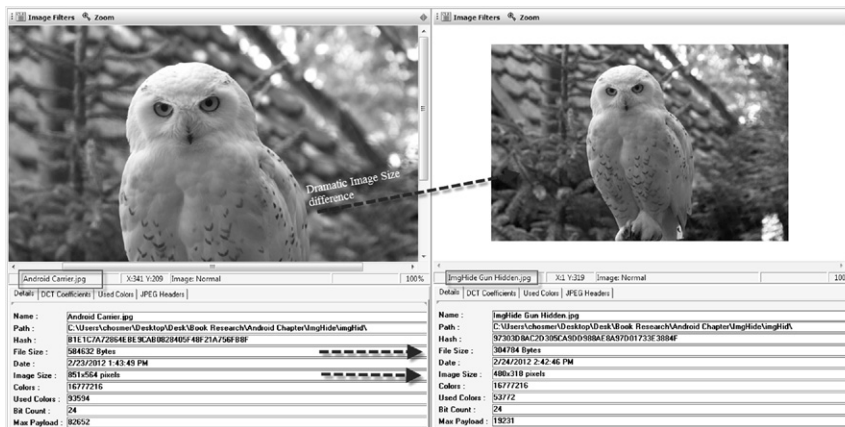 Image Filters Zoom
Dramatic Image Size
difference
Android Carrier.jpg X:341 Y:209 Image: Normal 100%
Details DCT Coefficients Used Colors JPEG Headers
Name : Android Carrier.jpg
Path : C:\Users\chosmer\Desktop\Desk\Book Research\Android Chapter\ImgHide\imgHid\
Hash : B1E1C7A72864EBE9CAB0828405F48F21A756F88F
File Size : 584632 Bytes
Date : 2/23/2012 1:43:49 PM
Image Size : 851x564 pixels
Colors : 16777216
Used Colors : 93594
Bit Count : 24
Max Payload : 82652
Image Filters Zoom
ImgHide Gun Hidden.jpg X:1 Y:319 Image: Normal 100
Details DCT Coefficients Used Colors JPEG Headers
Name : ImgHide Gun Hidden.jpg
Path : C:\Users\chosmer\Desktop\Desk\Book Research\Android Chapter\ImgHide\imgHid\
Hash : 97303D8AC2D305CA9DD988AE8A97D01733E3884F
File Size : 304784 Bytes
Date : 2/24/2012 2:42:46 PM
Image Size : 480x318 pixels
Colors : 16777216
Used Colors : 53772
Bit Count : 24
Max Payload : 19231